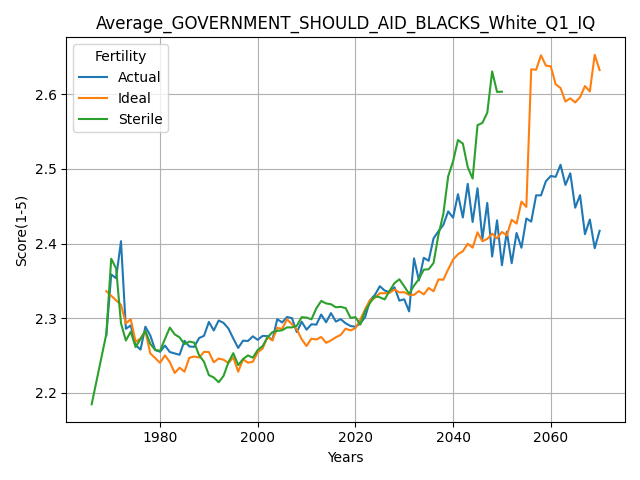 Average_GOVERNMENT_SHOULD_AID_BLACKS_White_Q1_IQ
Fertility
Actual
Ideal
Sterile
Score(1-5)
2.6
2.5
2.4
2.3
2.2
1980 2000 2020 2040 2060
Years